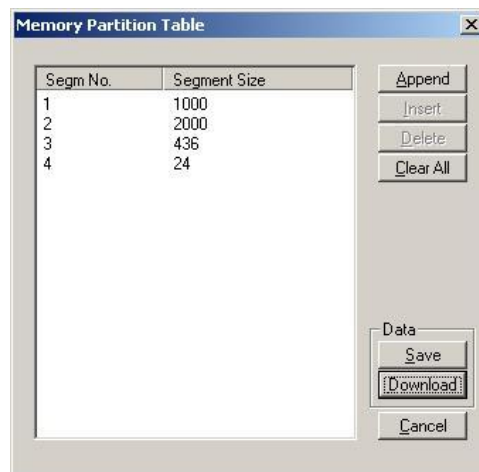 Memory Partition Table
Segm No. Segment Size
1 1000
2 2000
3 436
4 24
Append
Insert
Delete
Clear All
Data
Save
Download
Cancel